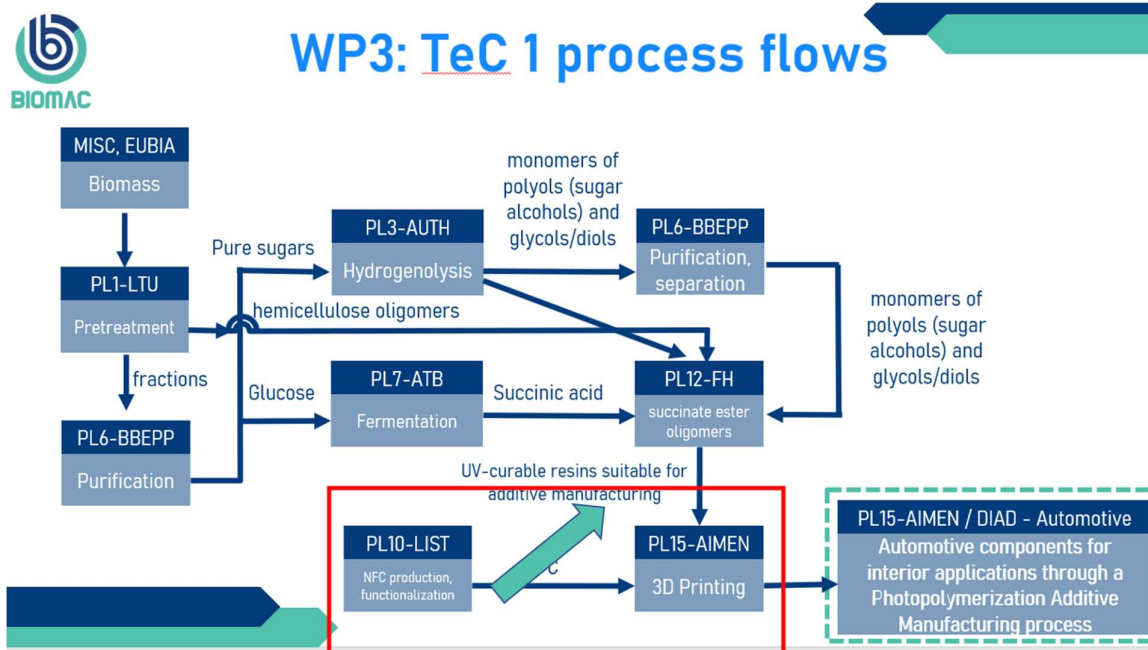 BIOMAC
WP3: TeC 1 process flows
MISC, EUBIA
Biomass
PL1-LTU
Pretreatment
fractions
PL6-BBEPP
Purification
Pure sugars
hemicellulose oligomers
Glucose
PL3-AUTH
Hydrogenolysis
PL7-ATB
Fermentation
monomers of
polyols (sugar
alcohols) and
glycols/diols
Succinic acid
PL6-BBEPP
Purification,
separation
monomers of
polyols (sugar
alcohols) and
glycols/diols
PL12-FH
succinate ester
oligomers
UV-curable resins suitable for
additive manufacturing
PL10-LIST
NFC production,
functionalization
PL15-AIMEN
3D Printing
PL15-AIMEN / DIAD - Automotive
Automotive components for
interior applications through a
Photopolymerization Additive
Manufacturing process